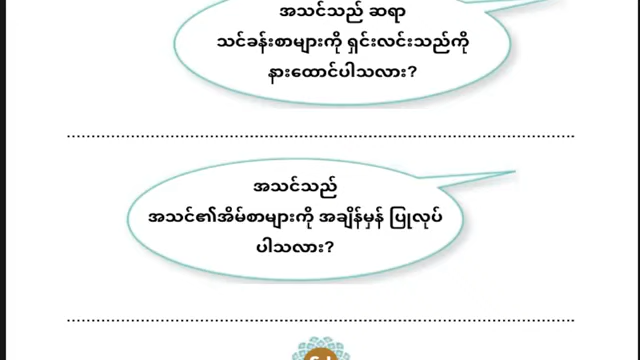 အသင်သည် ဆရာ
သင်ခန်းစာများကို ရှင်းလင်းသည်ကို
နားထောင်ပါသလား?
အသင်သည်
အသင်၏အိမ်စာများကို အချိန်မှန် ပြုလုပ်
ပါသလား?